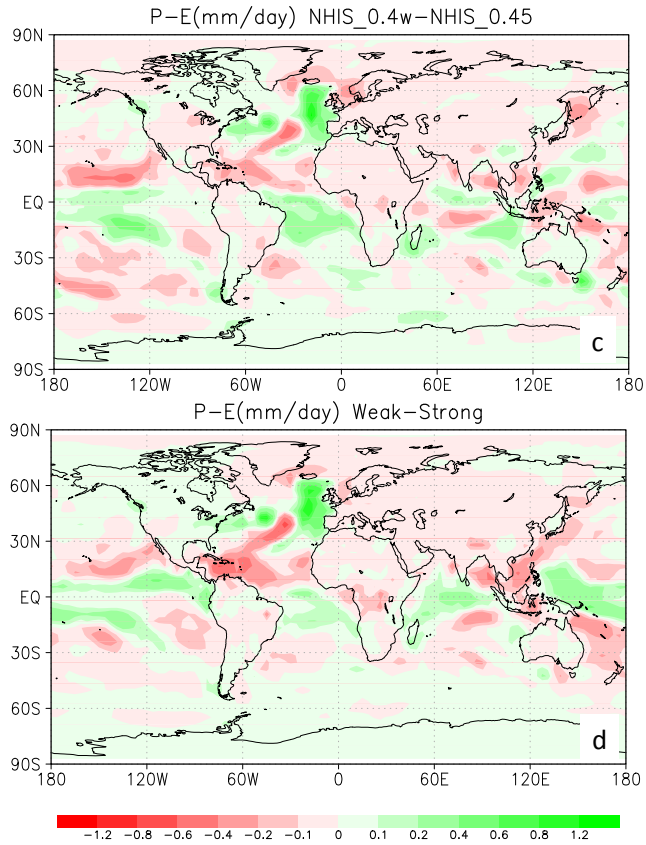 P-E(mm/day) NHIS_0.4w-NHIS_0.45
90N
60N
30N
EQ
30S
60S
90S
c
180 120W 60W 0 60E 120E 180
P-E(mm/day) Weak-Strong
90N
60N
30N
EQ
30S
60S
90S
d
180 120W 60W 0 60E 120E 180
-1.2 -0.8 -0.6 -0.4 -0.2 -0.1 0 0.1 0.2 0.4 0.6 0.8 1.2